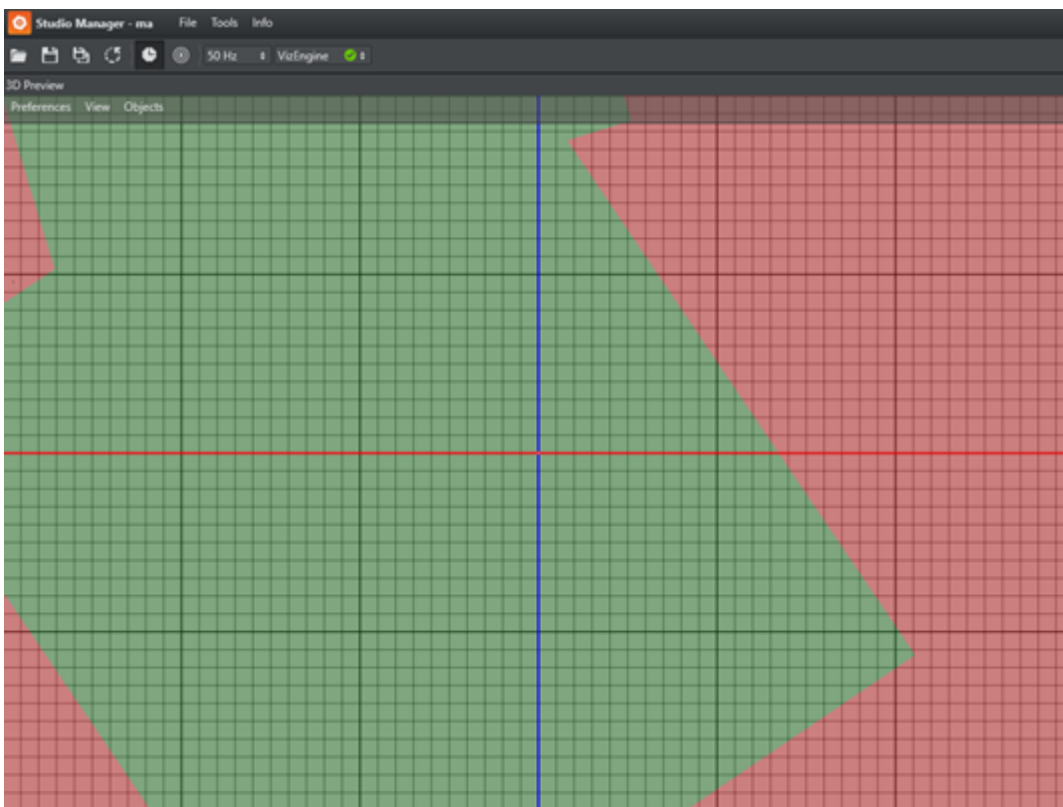 Studio Manager - ma File Tools Info
50 Hz VizEngine
3D Preview
Preferences View Objects